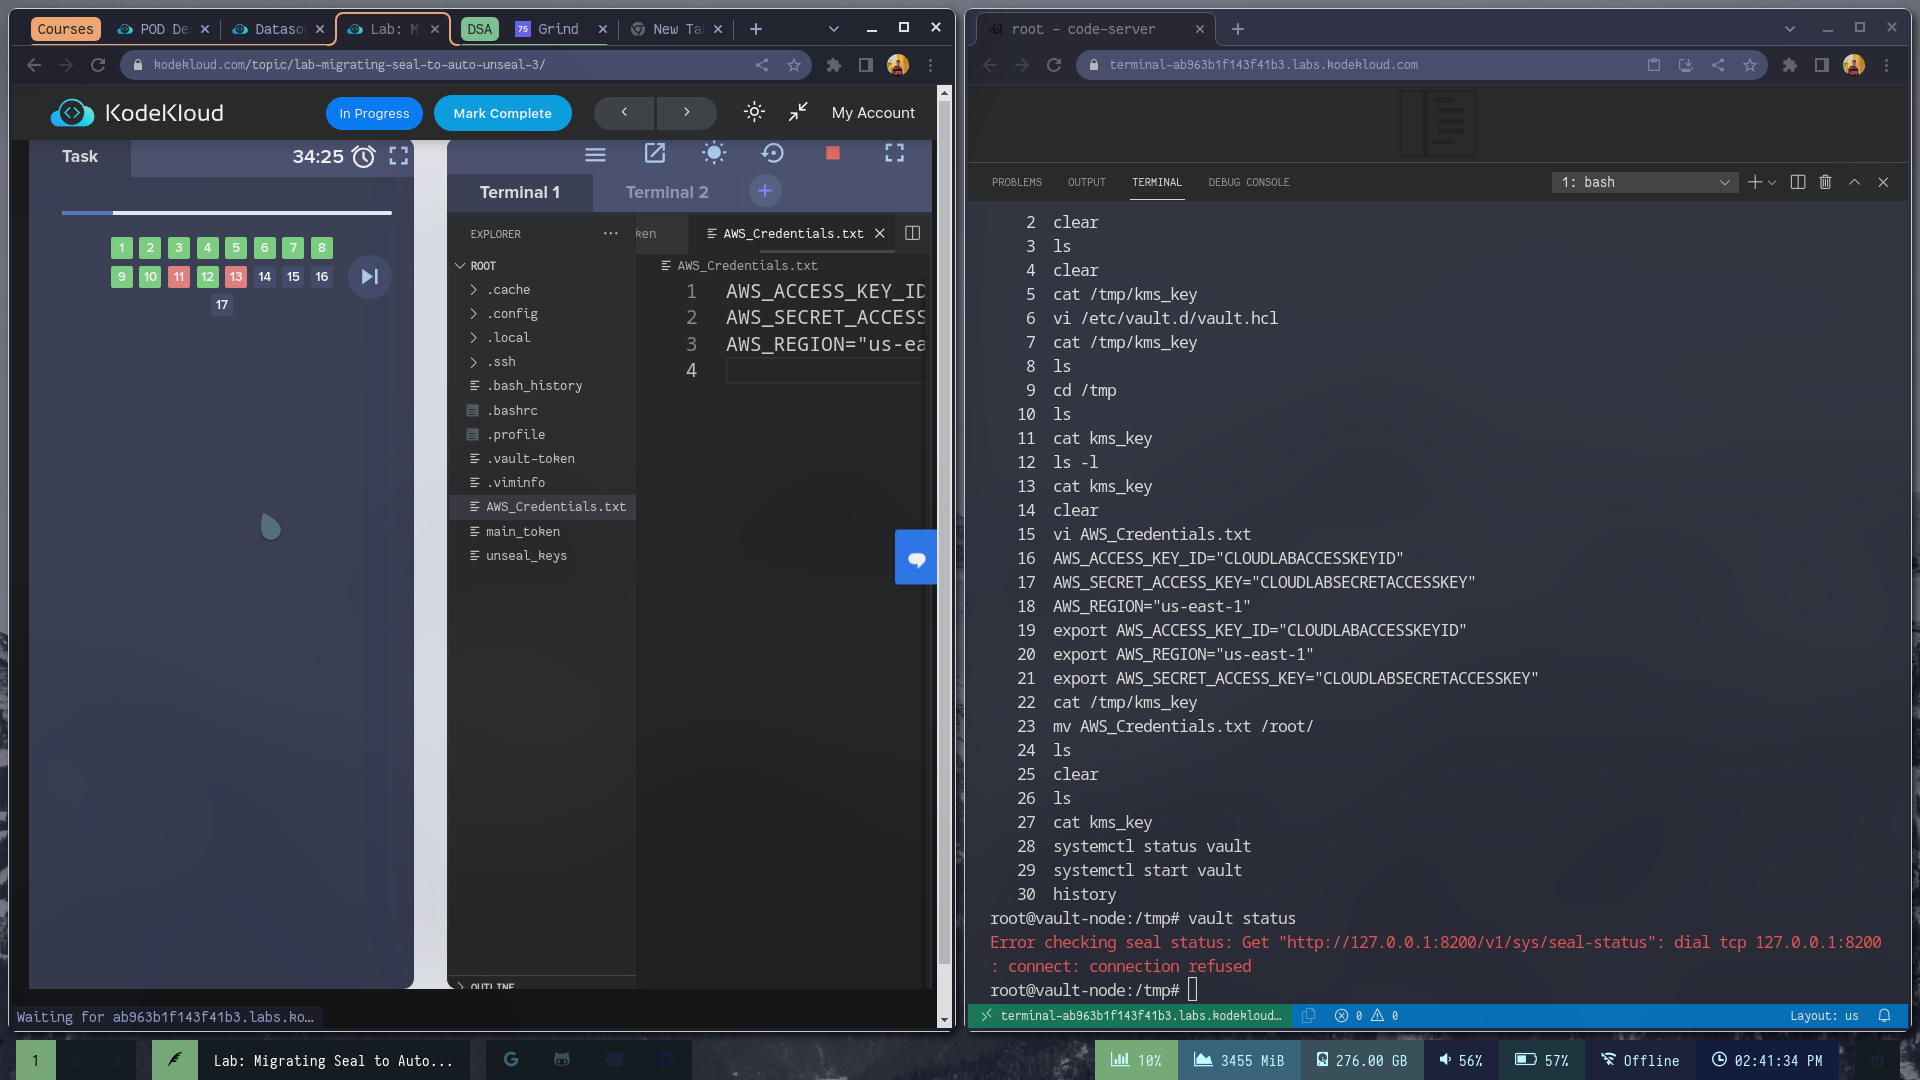 Courses
POD De
Dataso
Lab: M
DSA
75
Grind
New Ta
kodekloud.com/topic/lab-migrating-seal-to-auto-unseal-3/
KodeKloud
In Progress
Mark Complete
My Account
Task
34:25
1 2 3 4 5 6 7 8
9 10 11 12 13 14 15 16
17
Terminal 1
Terminal 2
EXPLORER
ROOT
.cache
.config
.local
.ssh
.bash_history
.bashrc
.profile
.vault-token
.viminfo
AWS_Credentials.txt
main_token
unseal_keys
OUTLINE
ken
AWS_Credentials.txt
AWS_Credentials.txt
1 AWS_ACCESS_KEY_ID
2 AWS_SECRET_ACCESS
3 AWS_REGION="us-ea
4
Waiting for ab963b1f143f41b3.labs.ko…
root – code-server
terminal-ab963b1f143f41b3.labs.kodekloud.com
PROBLEMS
OUTPUT
TERMINAL
DEBUG CONSOLE
1: bash
2 clear
3 ls
4 clear
5 cat /tmp/kms_key
6 vi /etc/vault.d/vault.hcl
7 cat /tmp/kms_key
8 ls
9 cd /tmp
10 ls
11 cat kms_key
12 ls -l
13 cat kms_key
14 clear
15 vi AWS_Credentials.txt
16 AWS_ACCESS_KEY_ID="CLOUDLABACCESSKEYID"
17 AWS_SECRET_ACCESS_KEY="CLOUDLABSECRETACCESSKEY"
18 AWS_REGION="us-east-1"
19 export AWS_ACCESS_KEY_ID="CLOUDLABACCESSKEYID"
20 export AWS_REGION="us-east-1"
21 export AWS_SECRET_ACCESS_KEY="CLOUDLABSECRETACCESSKEY"
22 cat /tmp/kms_key
23 mv AWS_Credentials.txt /root/
24 ls
25 clear
26 ls
27 cat kms_key
28 systemctl status vault
29 systemctl start vault
30 history
root@vault-node:/tmp# vault status
Error checking seal status: Get "http://127.0.0.1:8200/v1/sys/seal-status": dial tcp 127.0.0.1:8200
: connect: connection refused
root@vault-node:/tmp#
terminal-ab963b1f143f41b3.labs.kodekloud…
0 0
Layout: us
1 2 3
Lab: Migrating Seal to Auto...
10%
3455 MiB
276.00 GB
56%
57%
Offline
02:41:34 PM